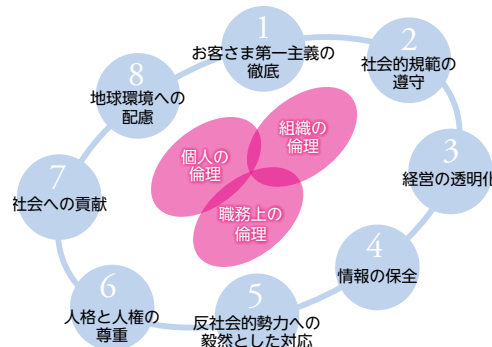 1
お客さま第一主義の
徹底
2
社会的規範の
遵守
3
経営の透明化
4
情報の保全
5
反社会的勢力への
毅然とした対応
6
人格と人権の
尊重
7
社会への貢献
8
地球環境への
配慮
組織の
倫理
個人の
倫理
職務上の
倫理